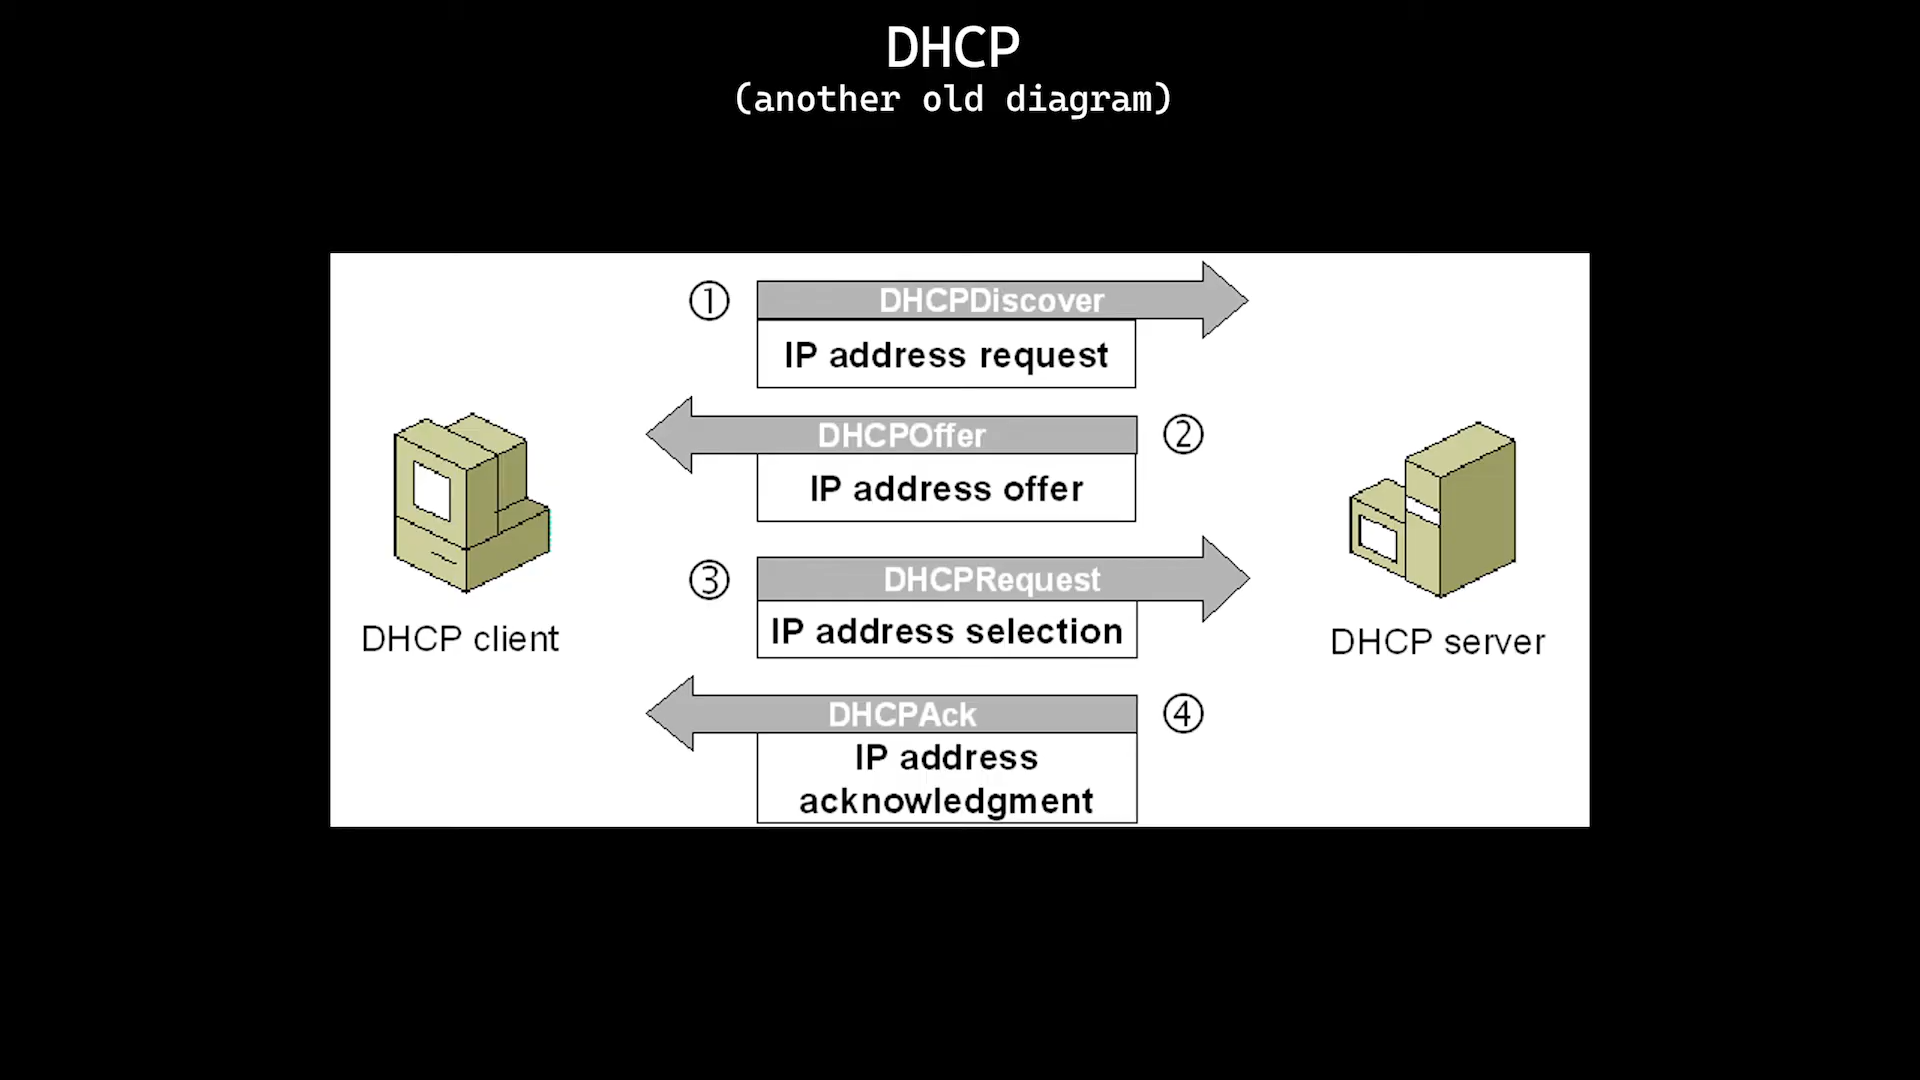 DHCP
(another old diagram)
① DHCPDiscover
IP address request
DHCPOffer ②
IP address offer
③ DHCPRequest
IP address selection
DHCPAck ④
IP address
acknowledgment
DHCP client
DHCP server